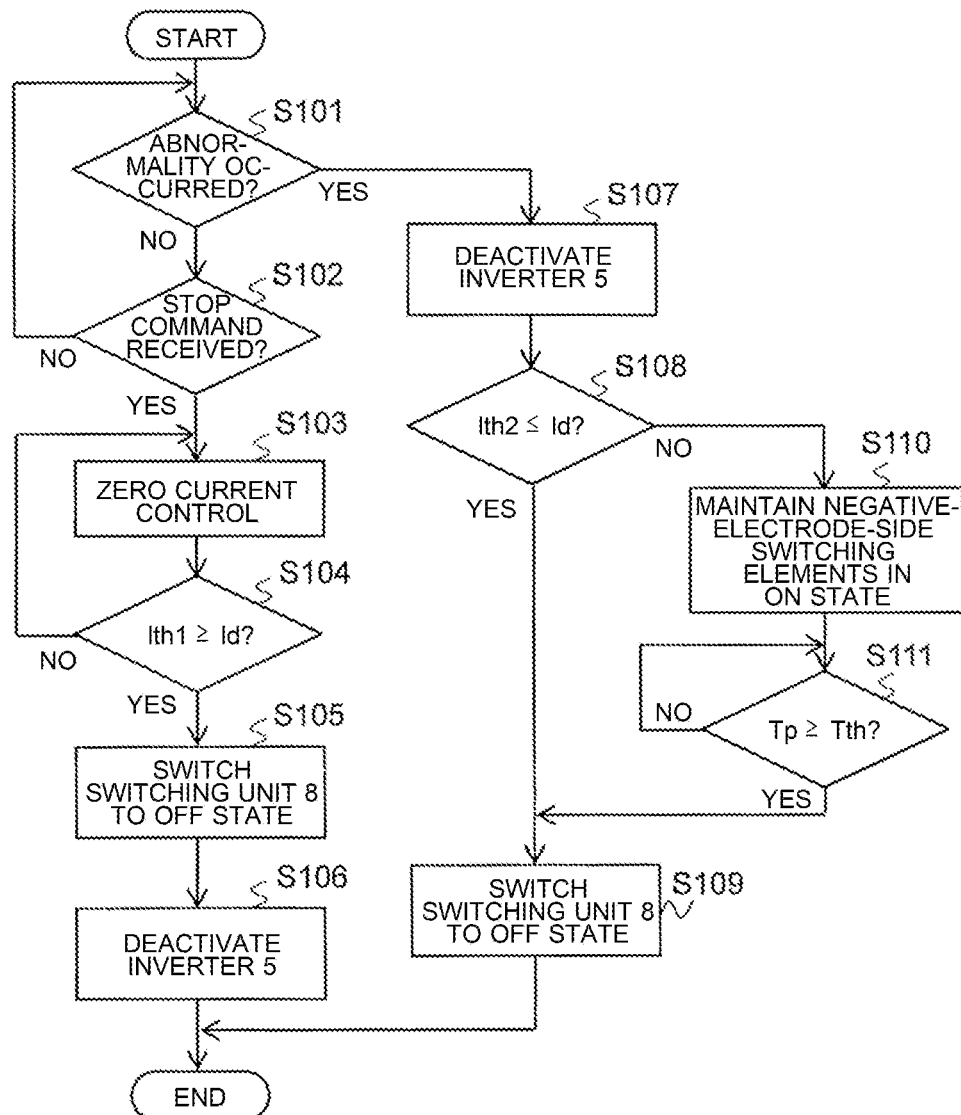 START
S101
ABNOR-
MALITY OC-
CURRED?
YES
NO
S102
STOP
COMMAND
RECEIVED?
NO
YES
S103
ZERO CURRENT
CONTROL
S104
Ith1 ≧ Id?
NO
YES
S105
SWITCH
SWITCHING UNIT 8
TO OFF STATE
S106
DEACTIVATE
INVERTER 5
S107
DEACTIVATE
INVERTER 5
S108
Ith2 ≦ Id?
NO
YES
S110
MAINTAIN NEGATIVE-
ELECTRODE-SIDE
SWITCHING
ELEMENTS IN
ON STATE
S111
Tp ≧ Tth?
NO
YES
S109
SWITCH
SWITCHING UNIT 8
TO OFF STATE
END